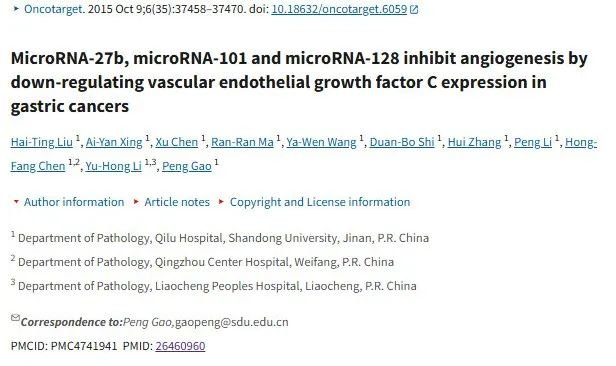 Oncotarget. 2015 Oct 9;6(35):37458–37470. doi: 10.18632/oncotarget.6059
MicroRNA-27b, microRNA-101 and microRNA-128 inhibit angiogenesis by
down-regulating vascular endothelial growth factor C expression in
gastric cancers
Hai-Ting Liu 1, Ai-Yan Xing 1, Xu Chen 1, Ran-Ran Ma 1, Ya-Wen Wang 1, Duan-Bo Shi 1, Hui Zhang 1, Peng Li 1, Hong-
Fang Chen 1,2, Yu-Hong Li 1,3, Peng Gao 1
Author information Article notes Copyright and License information
1 Department of Pathology, Qilu Hospital, Shandong University, Jinan, P.R. China
2 Department of Pathology, Qingzhou Center Hospital, Weifang, P.R. China
3 Department of Pathology, Liaocheng Peoples Hospital, Liaocheng, P.R. China
Correspondence to:Peng Gao,gaopeng@sdu.edu.cn
PMCID: PMC4741941 PMID: 26460960